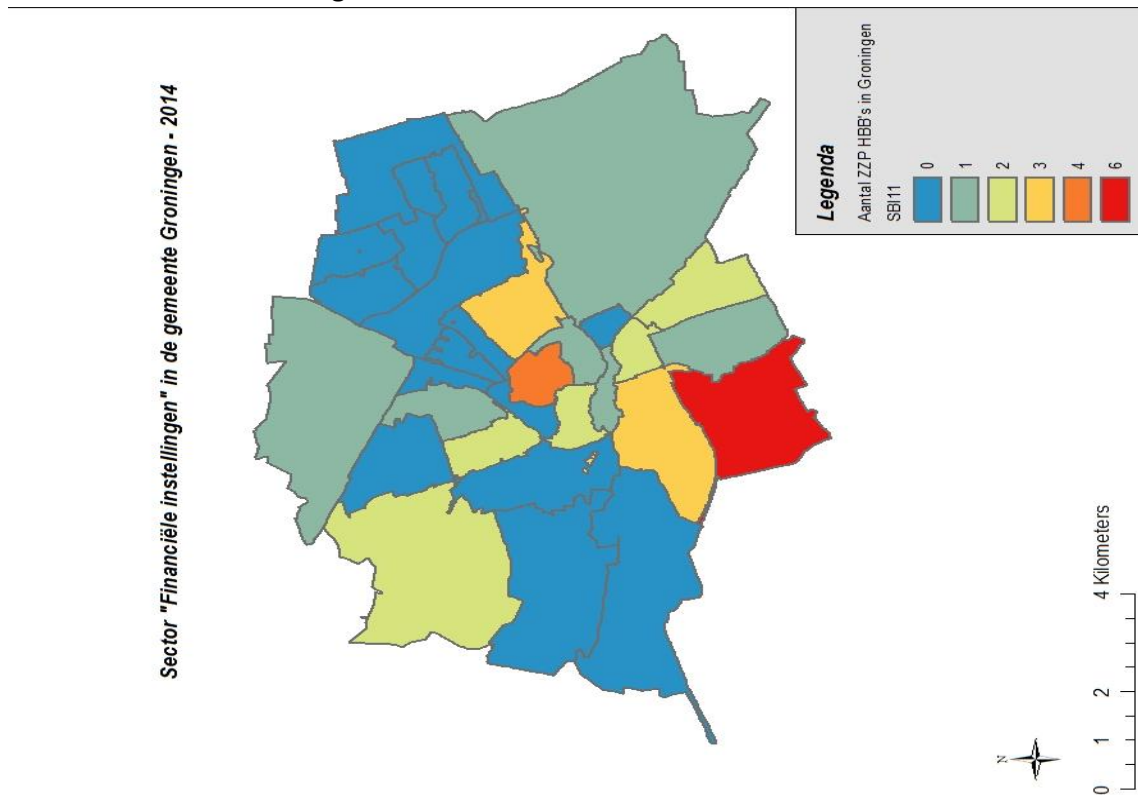 Sector "Financiële instellingen" in de gemeente Groningen - 2014
Legenda
Aantal ZZP HBB's in Groningen
SBI11
0
1
2
3
4
6
N
0 1 2 4 Kilometers